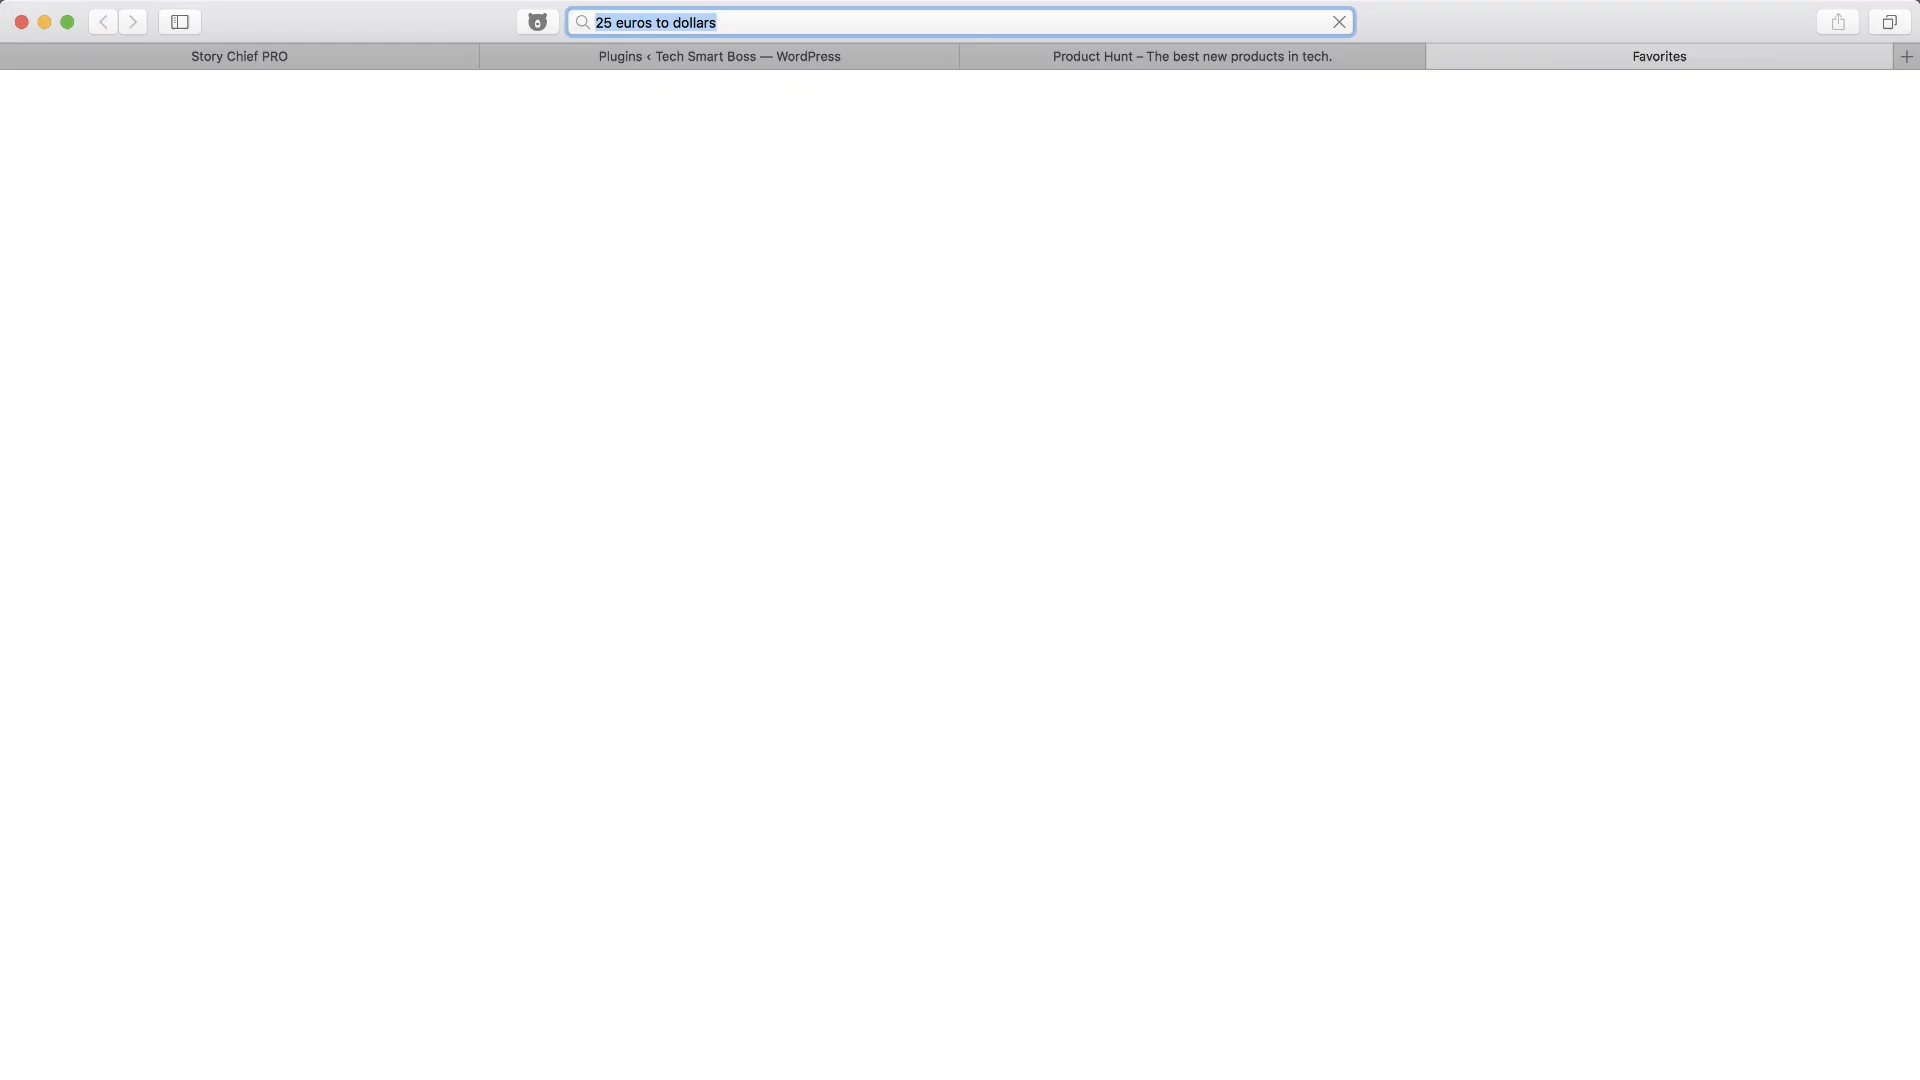 25 euros to dollars
Story Chief PRO
Plugins ‹ Tech Smart Boss — WordPress
Product Hunt – The best new products in tech.
Favorites